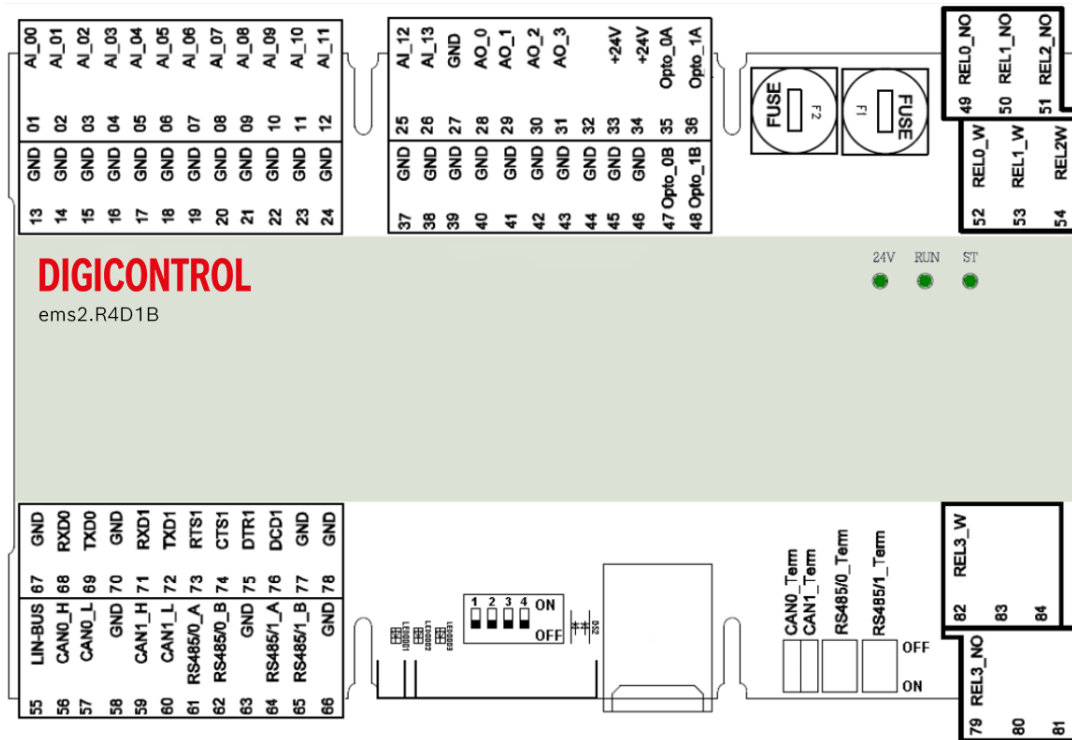 AI_00 AI_01 AI_02 AI_03 AI_04 AI_05 AI_06 AI_07 AI_08 AI_09 AI_10 AI_11
01 02 03 04 05 06 07 08 09 10 11 12
GND GND GND GND GND GND GND GND GND GND GND GND
13 14 15 16 17 18 19 20 21 22 23 24
AI_12 AI_13 GND AO_0 AO_1 AO_2 AO_3 +24V +24V Opto_0A Opto_1A
25 26 27 28 29 30 31 32 33 34 35 36
GND GND GND GND GND GND GND GND GND GND Opto_0B Opto_1B
37 38 39 40 41 42 43 44 45 46 47 48
FUSE F2
F1 FUSE
REL0_NO REL1_NO REL2_NO
49 50 51
REL0_W REL1_W REL2W
52 53 54
DIGICONTROL
ems2.R4D1B
24V RUN ST
GND RXD0 TXD0 GND RXD1 TXD1 RTS1 CTS1 DTR1 DCD1 GND GND
67 68 69 70 71 72 73 74 75 76 77 78
LIN-BUS CAN0_H CAN0_L GND CAN1_H CAN1_L RS485/0_A RS485/0_B GND RS485/1_A RS485/1_B GND
55 56 57 58 59 60 61 62 63 64 65 66
1 2 3 4 ON
OFF
CAN0_Term
CAN1_Term
RS485/0_Term
RS485/1_Term
OFF
ON
REL3_W
82 83 84
REL3_NO
79 80 81